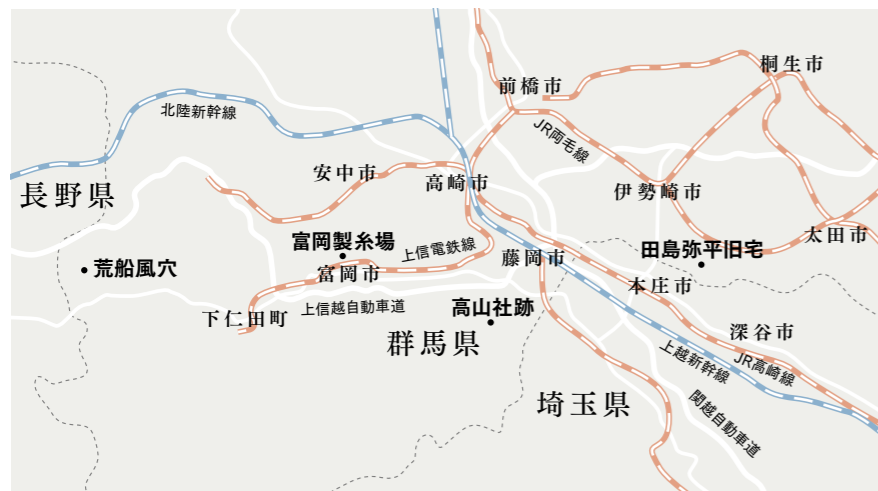 桐生市
前橋市
北陸新幹線
JR両毛線
安中市
高崎市
伊勢崎市
長野県
太田市
富岡製糸場
上信電鉄線
藤岡市
田島弥平旧宅
荒船風穴
富岡市
本庄市
上信越自動車道
高山社跡
下仁田町
深谷市
群馬県
上越新幹線
JR高崎線
埼玉県
関越自動車道